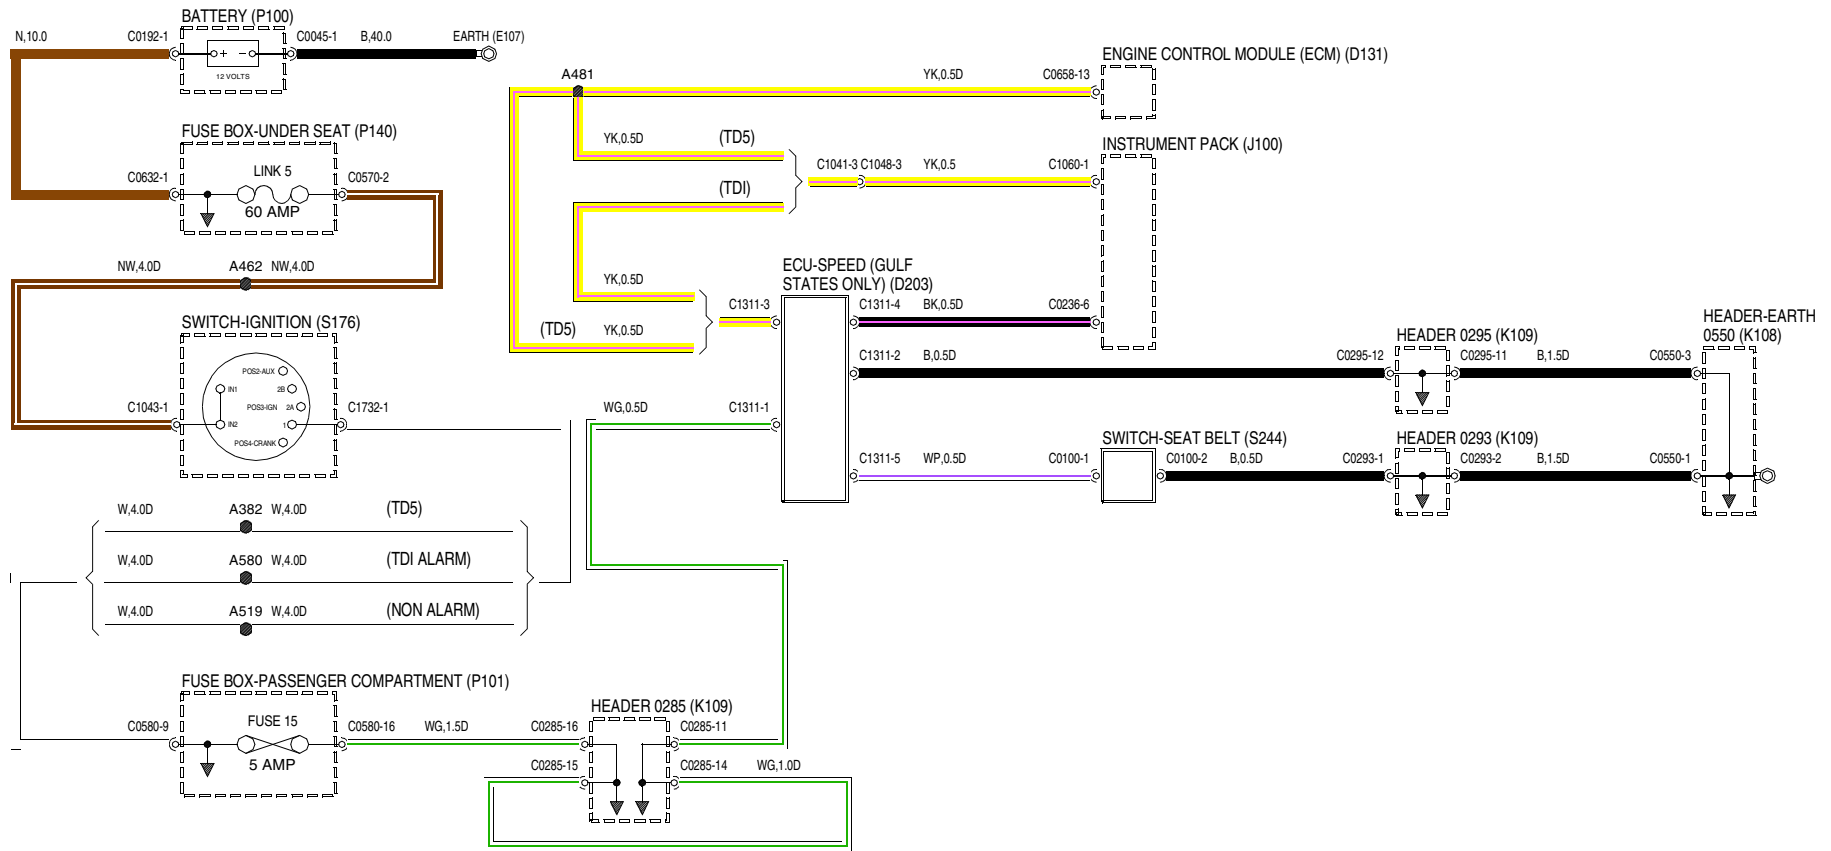 BATTERY (P100)
N,10.0
C0192-1
C0045-1
B,40.0
EARTH (E107)
+ −
12 VOLTS
FUSE BOX-UNDER SEAT (P140)
C0632-1
LINK 5
C0570-2
60 AMP
NW,4.0D
A462
NW,4.0D
SWITCH-IGNITION (S176)
POS2-AUX
IN1
2B
POS3-IGN
2A
C1043-1
C1732-1
IN2
1
POS4-CRANK
W,4.0D
A382
W,4.0D
(TD5)
W,4.0D
A580
W,4.0D
(TDI ALARM)
W,4.0D
A519
W,4.0D
(NON ALARM)
FUSE BOX-PASSENGER COMPARTMENT (P101)
C0580-9
FUSE 15
C0580-16
WG,1.5D
5 AMP
HEADER 0285 (K109)
C0285-16
C0285-11
C0285-15
C0285-14
WG,1.0D
A481
YK,0.5D
C0658-13
ENGINE CONTROL MODULE (ECM) (D131)
YK,0.5D
(TD5)
(TDI)
C1041-3
C1048-3
YK,0.5
C1060-1
INSTRUMENT PACK (J100)
YK,0.5D
(TD5)
YK,0.5D
C1311-3
ECU-SPEED (GULF
STATES ONLY) (D203)
C1311-4
BK,0.5D
C0236-6
C1311-2
B,0.5D
C0295-12
HEADER 0295 (K109)
C0295-11
B,1.5D
C0550-3
HEADER-EARTH
0550 (K108)
WG,0.5D
C1311-1
C1311-5
WP,0.5D
C0100-1
SWITCH-SEAT BELT (S244)
C0100-2
B,0.5D
C0293-1
HEADER 0293 (K109)
C0293-2
B,1.5D
C0550-1